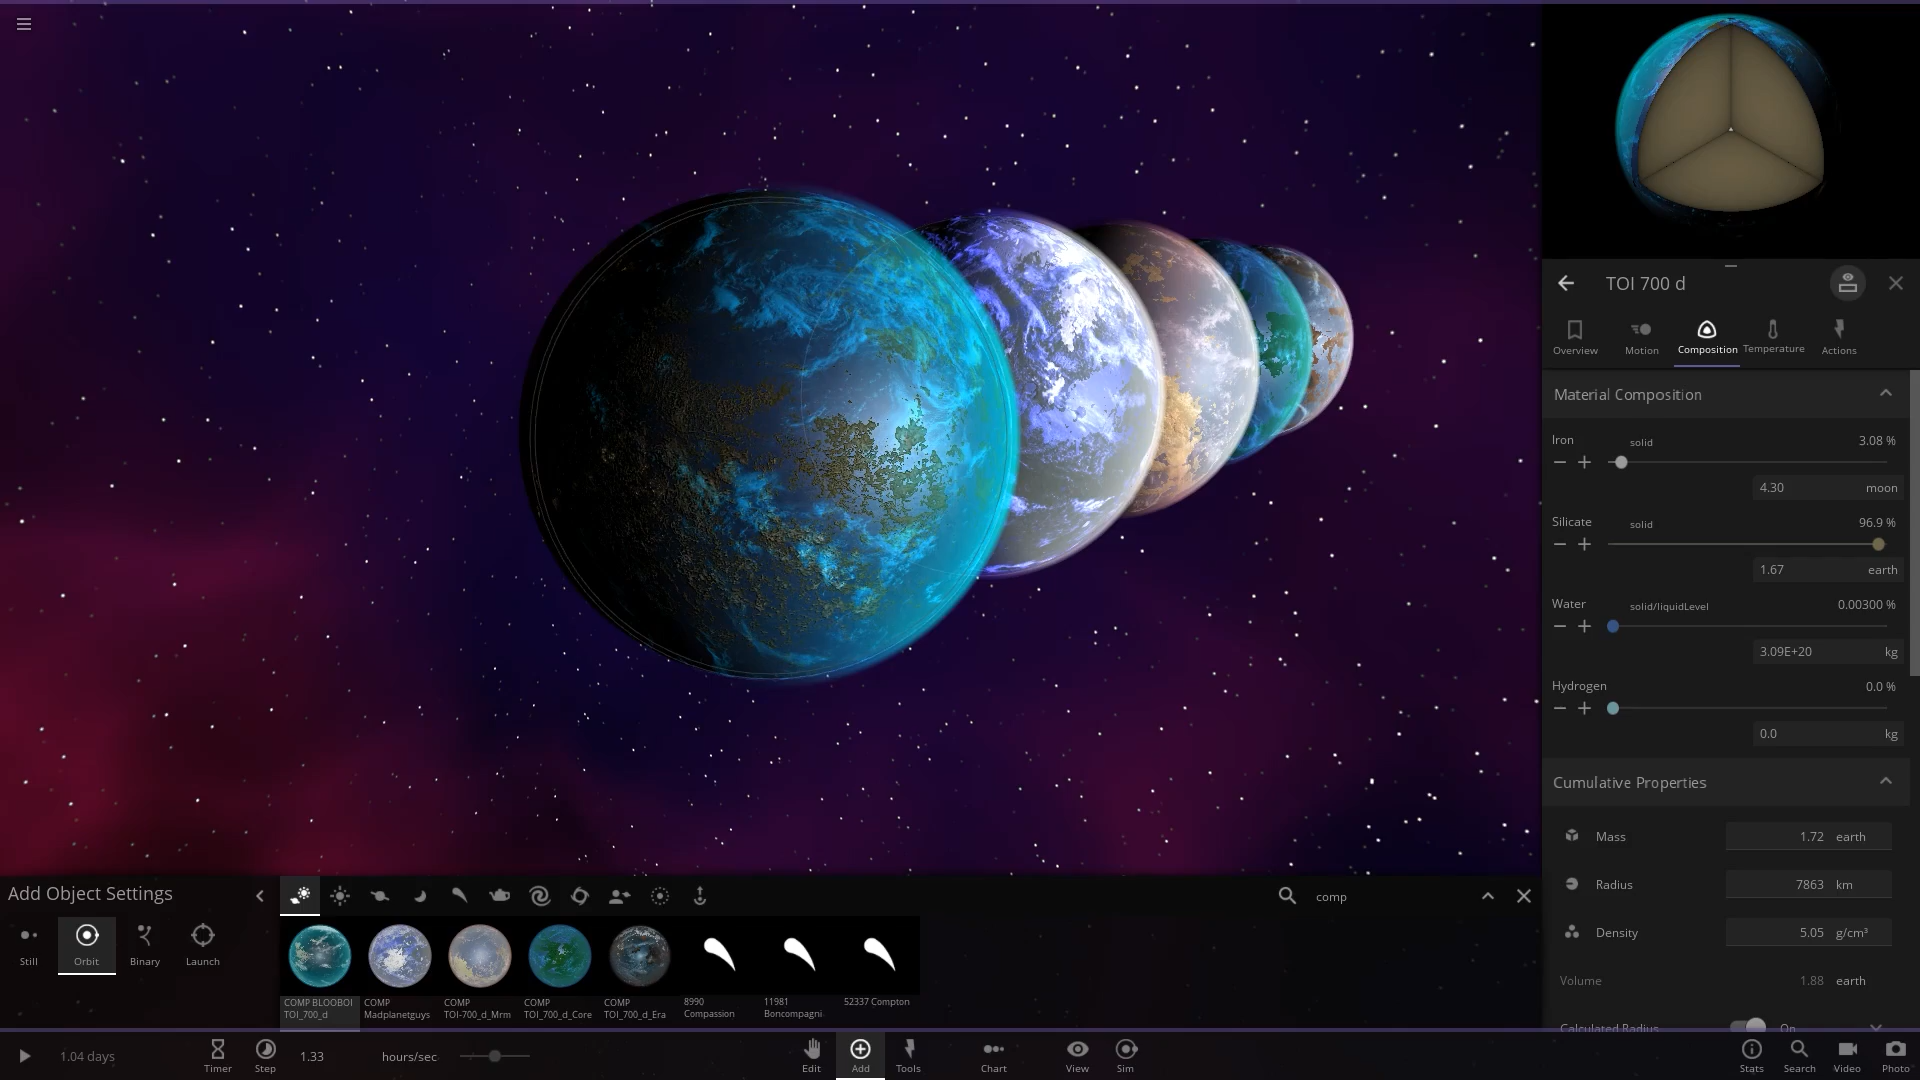 TOI 700 d
Overview
Motion
Composition
Temperature
Actions
Material Composition
Iron solid 3.08 %
4.30 moon
Silicate solid 96.9 %
1.67 earth
Water solid/liquidLevel 0.00300 %
3.09E+20 kg
Hydrogen 0.0 %
0.0 kg
Cumulative Properties
Mass 1.72 earth
Radius 7863 km
Density 5.05 g/cm³
Volume 1.88 earth
Calculated Radius On
Add Object Settings
Still
Orbit
Binary
Launch
comp
COMP BLOOBOI
TOI_700_d
COMP
Madplanetguys
COMP
TOI-700_d_Mrm
COMP
TOI_700_d_Core
COMP
TOI_700_d_Era
8990
Compassion
11981
Boncompagni
52337 Compton
1.04 days
Timer
Step
1.33 hours/sec
Edit
Add
Tools
Chart
View
Sim
Stats
Search
Video
Photo